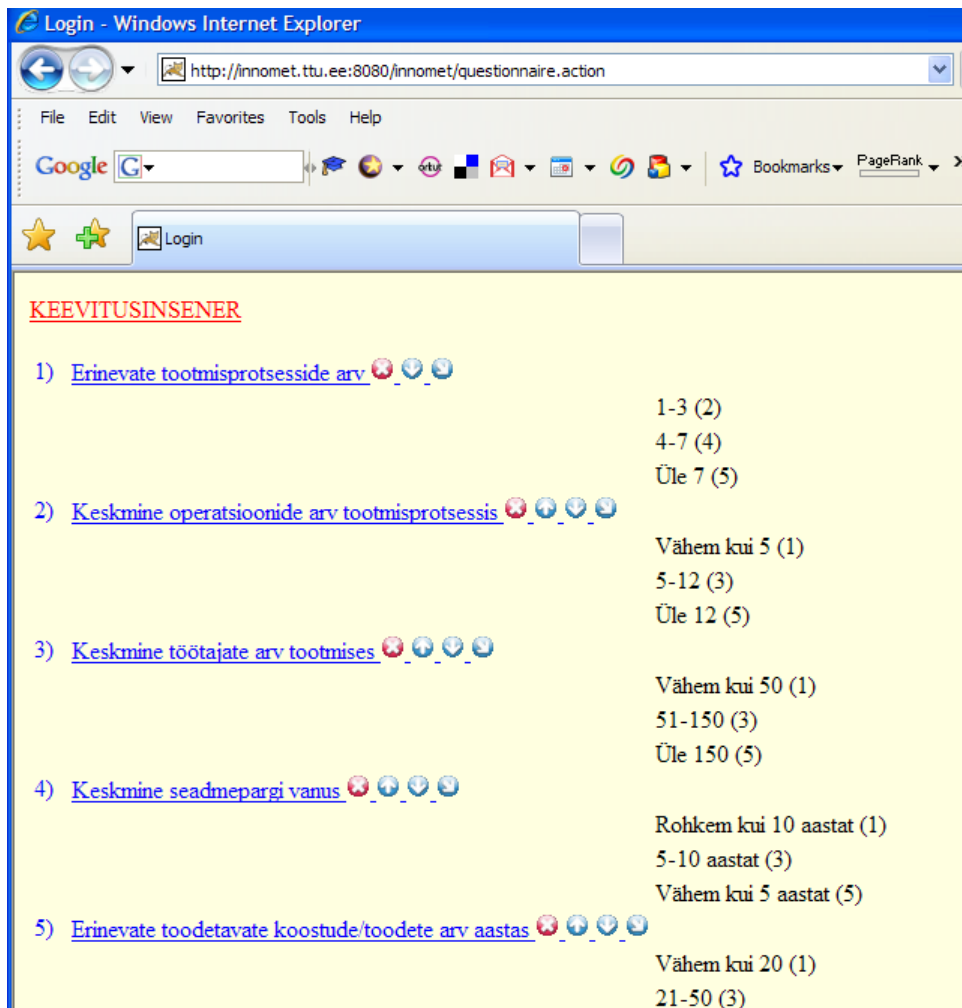 Login - Windows Internet Explorer
http://innomet.ttu.ee:8080/innomet/questionnaire.action
File Edit View Favorites Tools Help
Google G Bookmarks PageRank
Login
KEEVITUSINSENER
1) Erinevate tootmisprotsesside arv
1-3 (2)
4-7 (4)
Üle 7 (5)
2) Keskmine operatsioonide arv tootmisprotsessis
Vähem kui 5 (1)
5-12 (3)
Üle 12 (5)
3) Keskmine töötajate arv tootmises
Vähem kui 50 (1)
51-150 (3)
Üle 150 (5)
4) Keskmine seadmepargi vanus
Rohkem kui 10 aastat (1)
5-10 aastat (3)
Vähem kui 5 aastat (5)
5) Erinevate toodetavate koostude/toodete arv aastas
Vähem kui 20 (1)
21-50 (3)